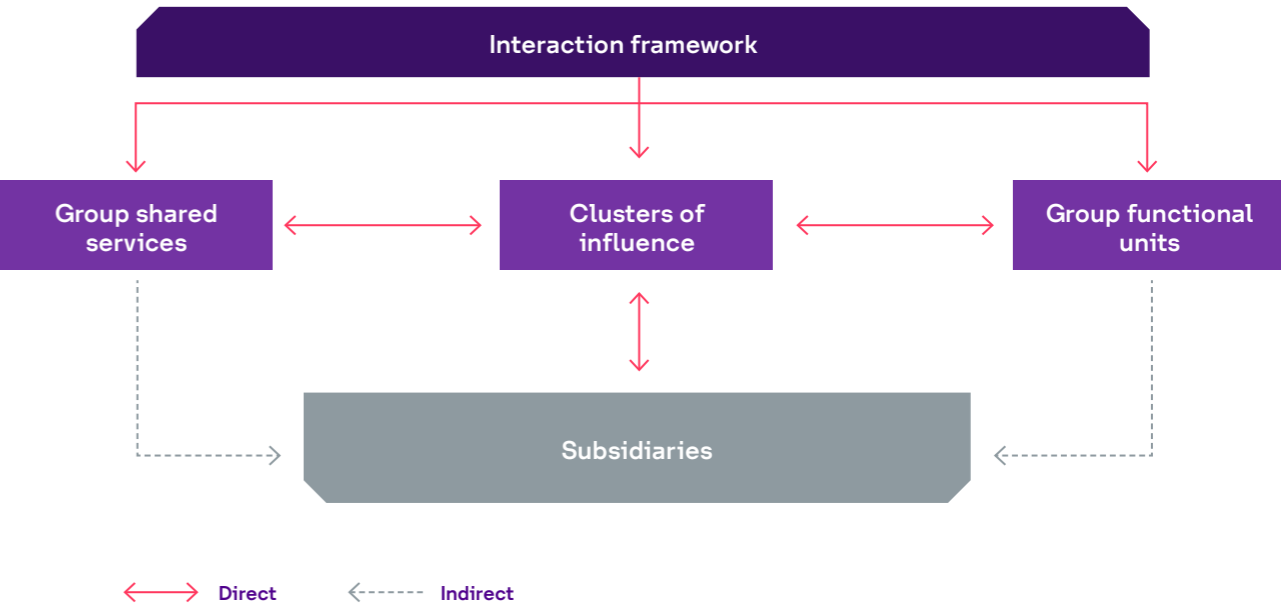 Interaction framework
Group shared
services
Clusters of
influence
Group functional
units
Subsidiaries
Direct
Indirect